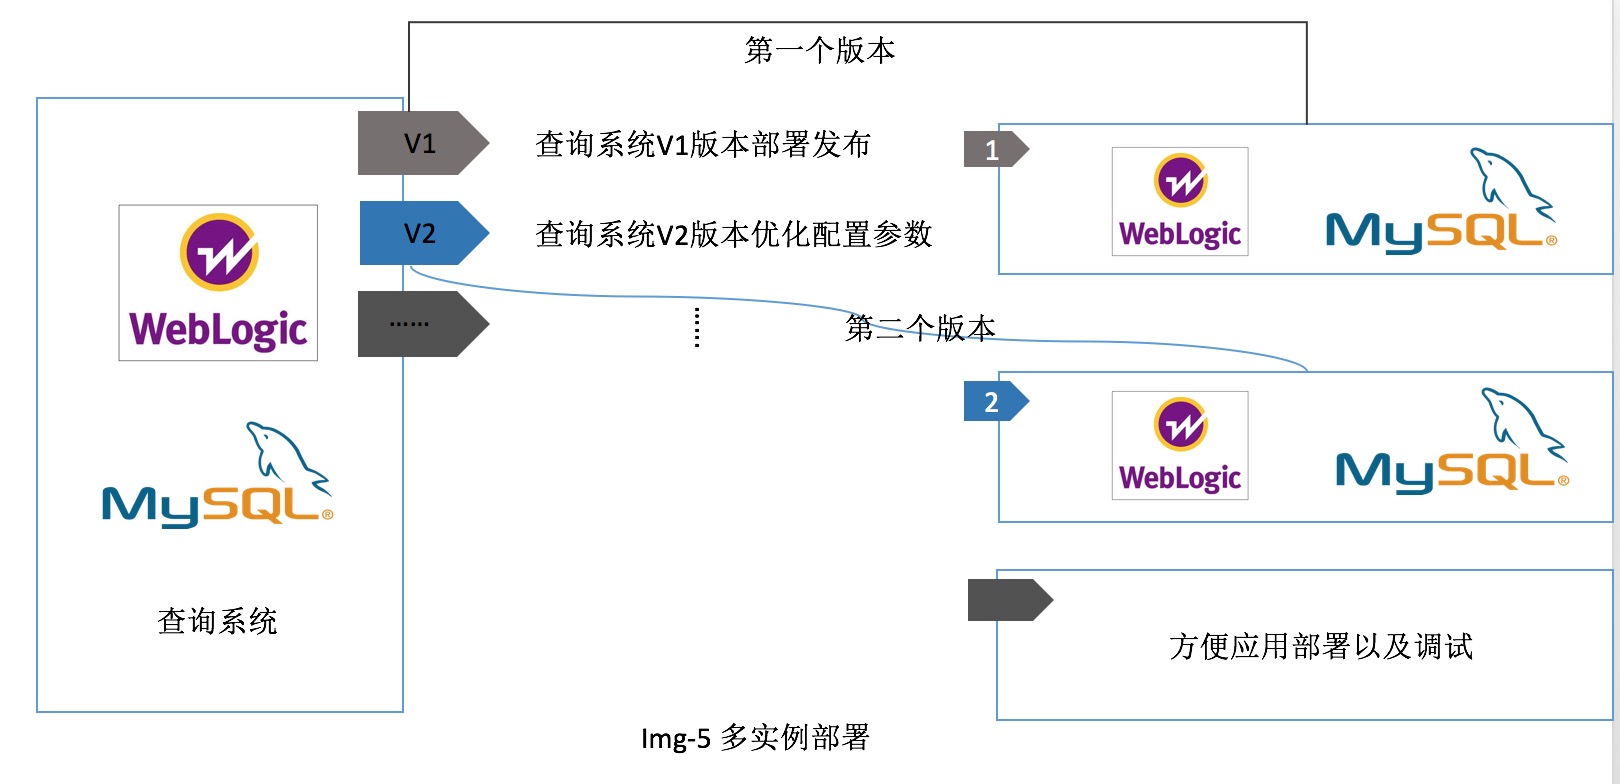 第一个版本
V1
查询系统V1版本部署发布
1
WebLogic
MySQL®
V2
查询系统V2版本优化配置参数
WebLogic
……
第二个版本
2
WebLogic
MySQL®
MySQL®
查询系统
方便应用部署以及调试
Img-5 多实例部署